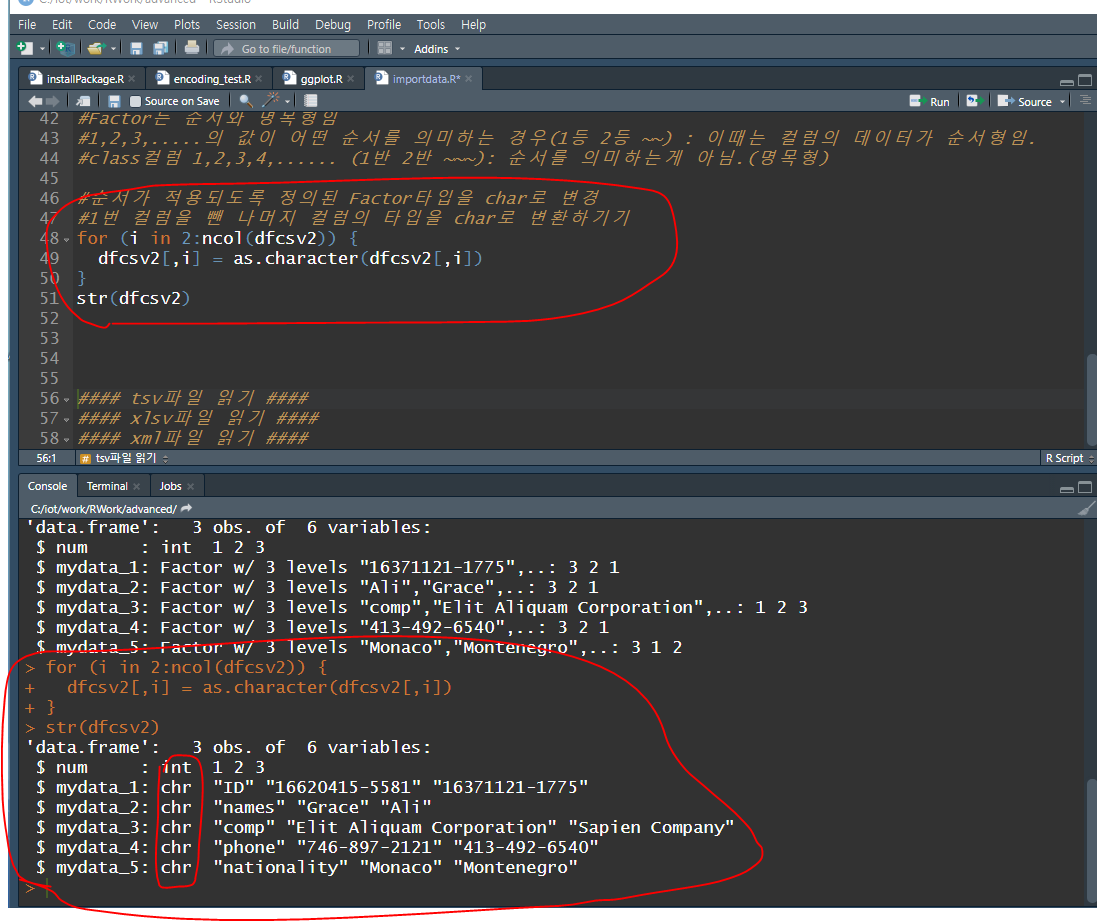 C:/iot/work/RWork/advanced - RStudio
File Edit Code View Plots Session Build Debug Profile Tools Help
Go to file/function Addins
installPackage.R encoding_test.R ggplot.R importdata.R*
Source on Save Run Source
42 #Factor는 순서와 명목형임
43 #1,2,3,.....의 값이 어떤 순서를 의미하는 경우(1등 2등 ~~) : 이때는 컬럼의 데이터가 순서형임.
44 #class컬럼 1,2,3,4,...... (1반 2반 ~~~): 순서를 의미하는게 아님.(명목형)
45
46 #순서가 적용되도록 정의된 Factor타입을 char로 변경
47 #1번 컬럼을 뺀 나머지 컬럼의 타입을 char로 변환하기기
48 for (i in 2:ncol(dfcsv2)) {
49   dfcsv2[,i] = as.character(dfcsv2[,i])
50 }
51 str(dfcsv2)
52
53
54
55
56 #### tsv파일 읽기 ####
57 #### xlsv파일 읽기 ####
58 #### xml파일 읽기 ####
56:1 # tsv파일 읽기 R Script
Console Terminal Jobs
C:/iot/work/RWork/advanced/
'data.frame':   3 obs. of  6 variables:
 $ num     : int  1 2 3
 $ mydata_1: Factor w/ 3 levels "16371121-1775",..: 3 2 1
 $ mydata_2: Factor w/ 3 levels "Ali","Grace",..: 3 2 1
 $ mydata_3: Factor w/ 3 levels "comp","Elit Aliquam Corporation",..: 1 2 3
 $ mydata_4: Factor w/ 3 levels "413-492-6540",..: 3 2 1
 $ mydata_5: Factor w/ 3 levels "Monaco","Montenegro",..: 3 1 2
> for (i in 2:ncol(dfcsv2)) {
+   dfcsv2[,i] = as.character(dfcsv2[,i])
+ }
> str(dfcsv2)
'data.frame':   3 obs. of  6 variables:
 $ num     : int  1 2 3
 $ mydata_1: chr  "ID" "16620415-5581" "16371121-1775"
 $ mydata_2: chr  "names" "Grace" "Ali"
 $ mydata_3: chr  "comp" "Elit Aliquam Corporation" "Sapien Company"
 $ mydata_4: chr  "phone" "746-897-2121" "413-492-6540"
 $ mydata_5: chr  "nationality" "Monaco" "Montenegro"
>